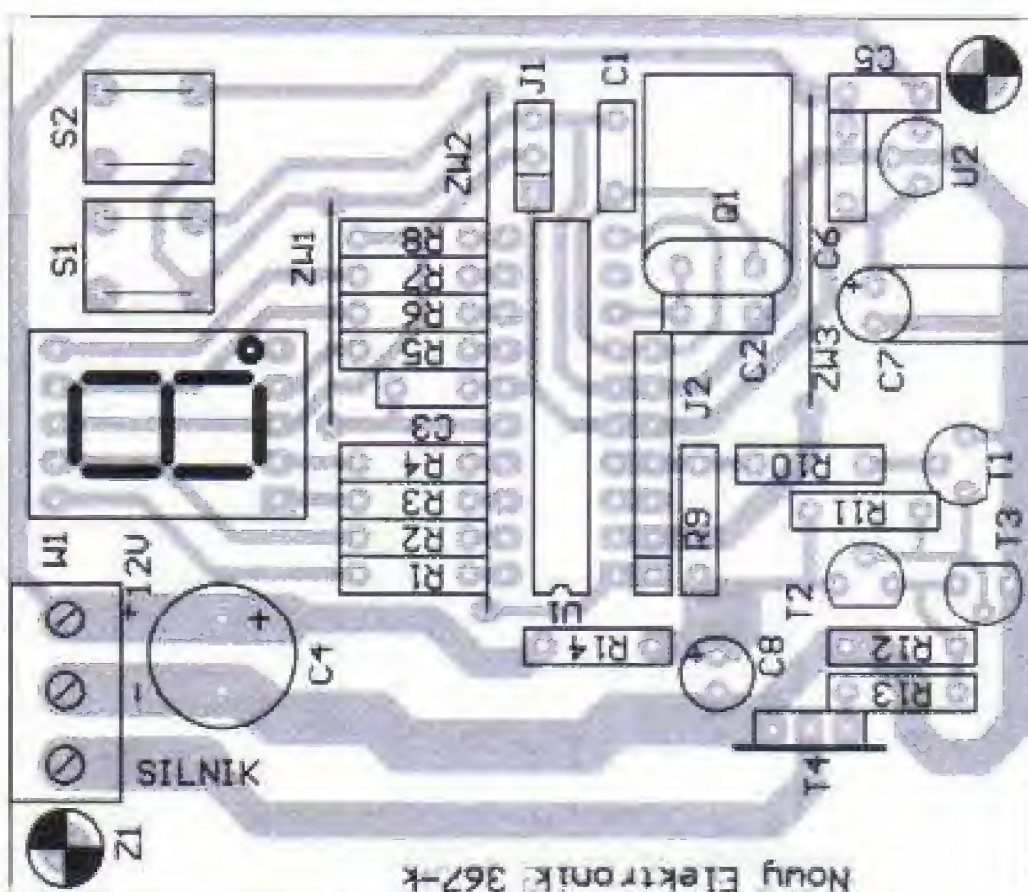 S2
S1
ZW1
ZW2
J1
C1
Q1
C5
U2
C6
ZW3
C7
+
R8
R7
R6
R5
C3
R4
R3
R2
R1
C2
J2
R9
R10
R11
T1
T3
T2
W1
+12V
-
SILNIK
Z1
C4
+
U1
R14
C8
+
R12
R13
T4
Nowy Elektronik 367-k